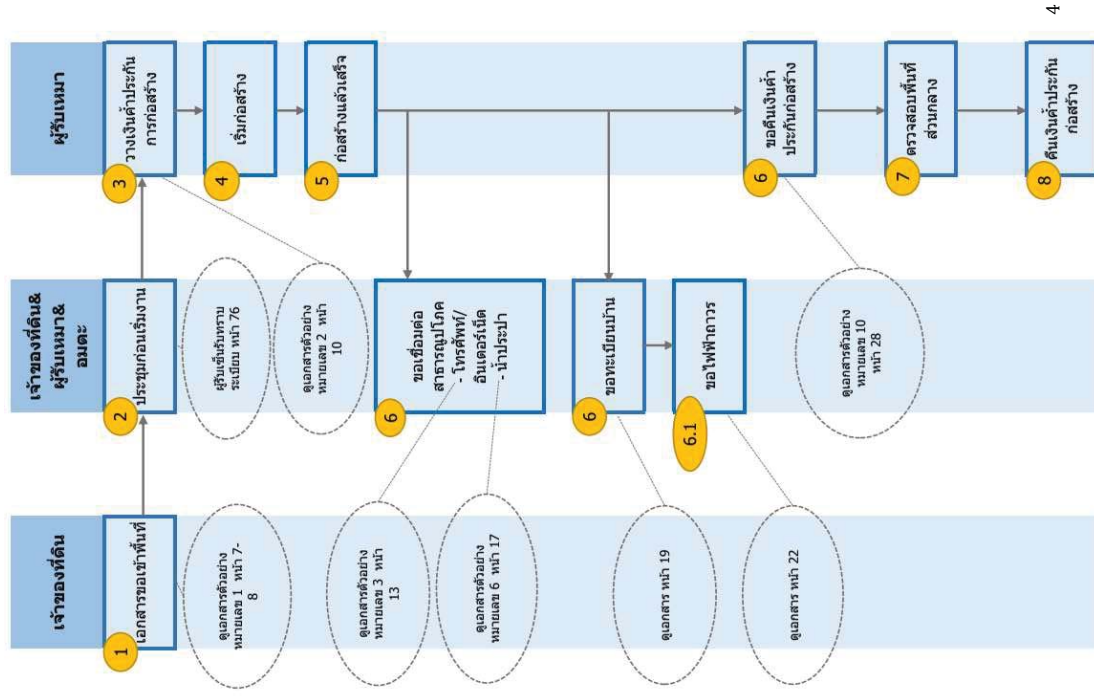 เจ้าของที่ดิน
เจ้าของที่ดิน&
ผู้รับเหมา&
อมตะ
ผู้รับเหมา
1
เอกสารขอเข้าพื้นที่
ดูเอกสารตัวอย่าง
หมายเลข 1 หน้า 7-
8
2
ประชุมก่อนเริ่มงาน
ผู้รับเซ็นรับทราบ
ระเบียบ หน้า 76
3
วางเงินค้ำประกัน
การก่อสร้าง
ดูเอกสารตัวอย่าง
หมายเลข 2 หน้า
10
4
เริ่มก่อสร้าง
5
ก่อสร้างแล้วเสร็จ
6
ขอเชื่อมต่อ
สาธารณูปโภค
- โทรศัพท์/
อินเตอร์เน็ต
- น้ำประปา
ดูเอกสารตัวอย่าง
หมายเลข 3 หน้า
13
ดูเอกสารตัวอย่าง
หมายเลข 6 หน้า 17
6
ขอทะเบียนบ้าน
ดูเอกสาร หน้า 19
6.1
ขอไฟฟ้าถาวร
ดูเอกสาร หน้า 22
6
ขอคืนเงินค้ำ
ประกันก่อสร้าง
ดูเอกสารตัวอย่าง
หมายเลข 10
หน้า 28
7
ตรวจสอบพื้นที่
ส่วนกลาง
8
คืนเงินค้ำประกัน
ก่อสร้าง
4